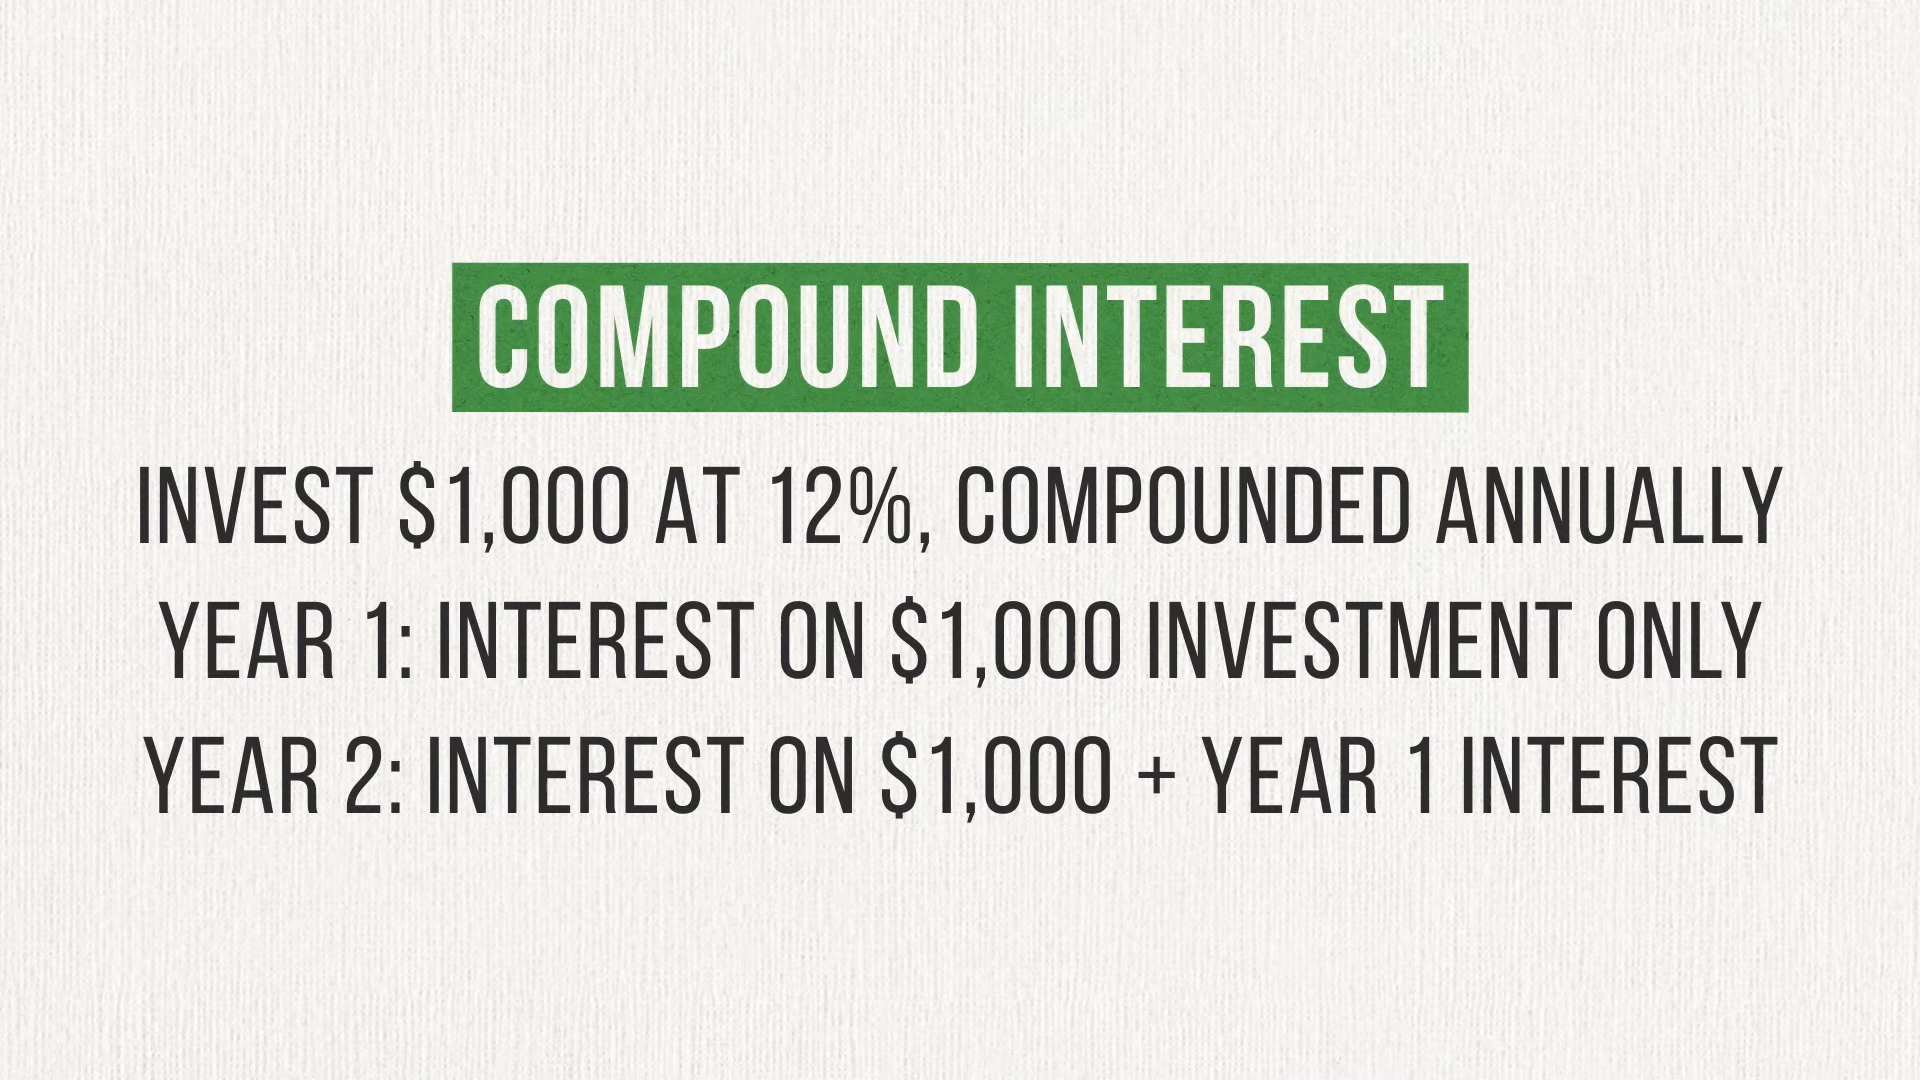 COMPOUND INTEREST
INVEST $1,000 AT 12%, COMPOUNDED ANNUALLY
YEAR 1: INTEREST ON $1,000 INVESTMENT ONLY
YEAR 2: INTEREST ON $1,000 + YEAR 1 INTEREST